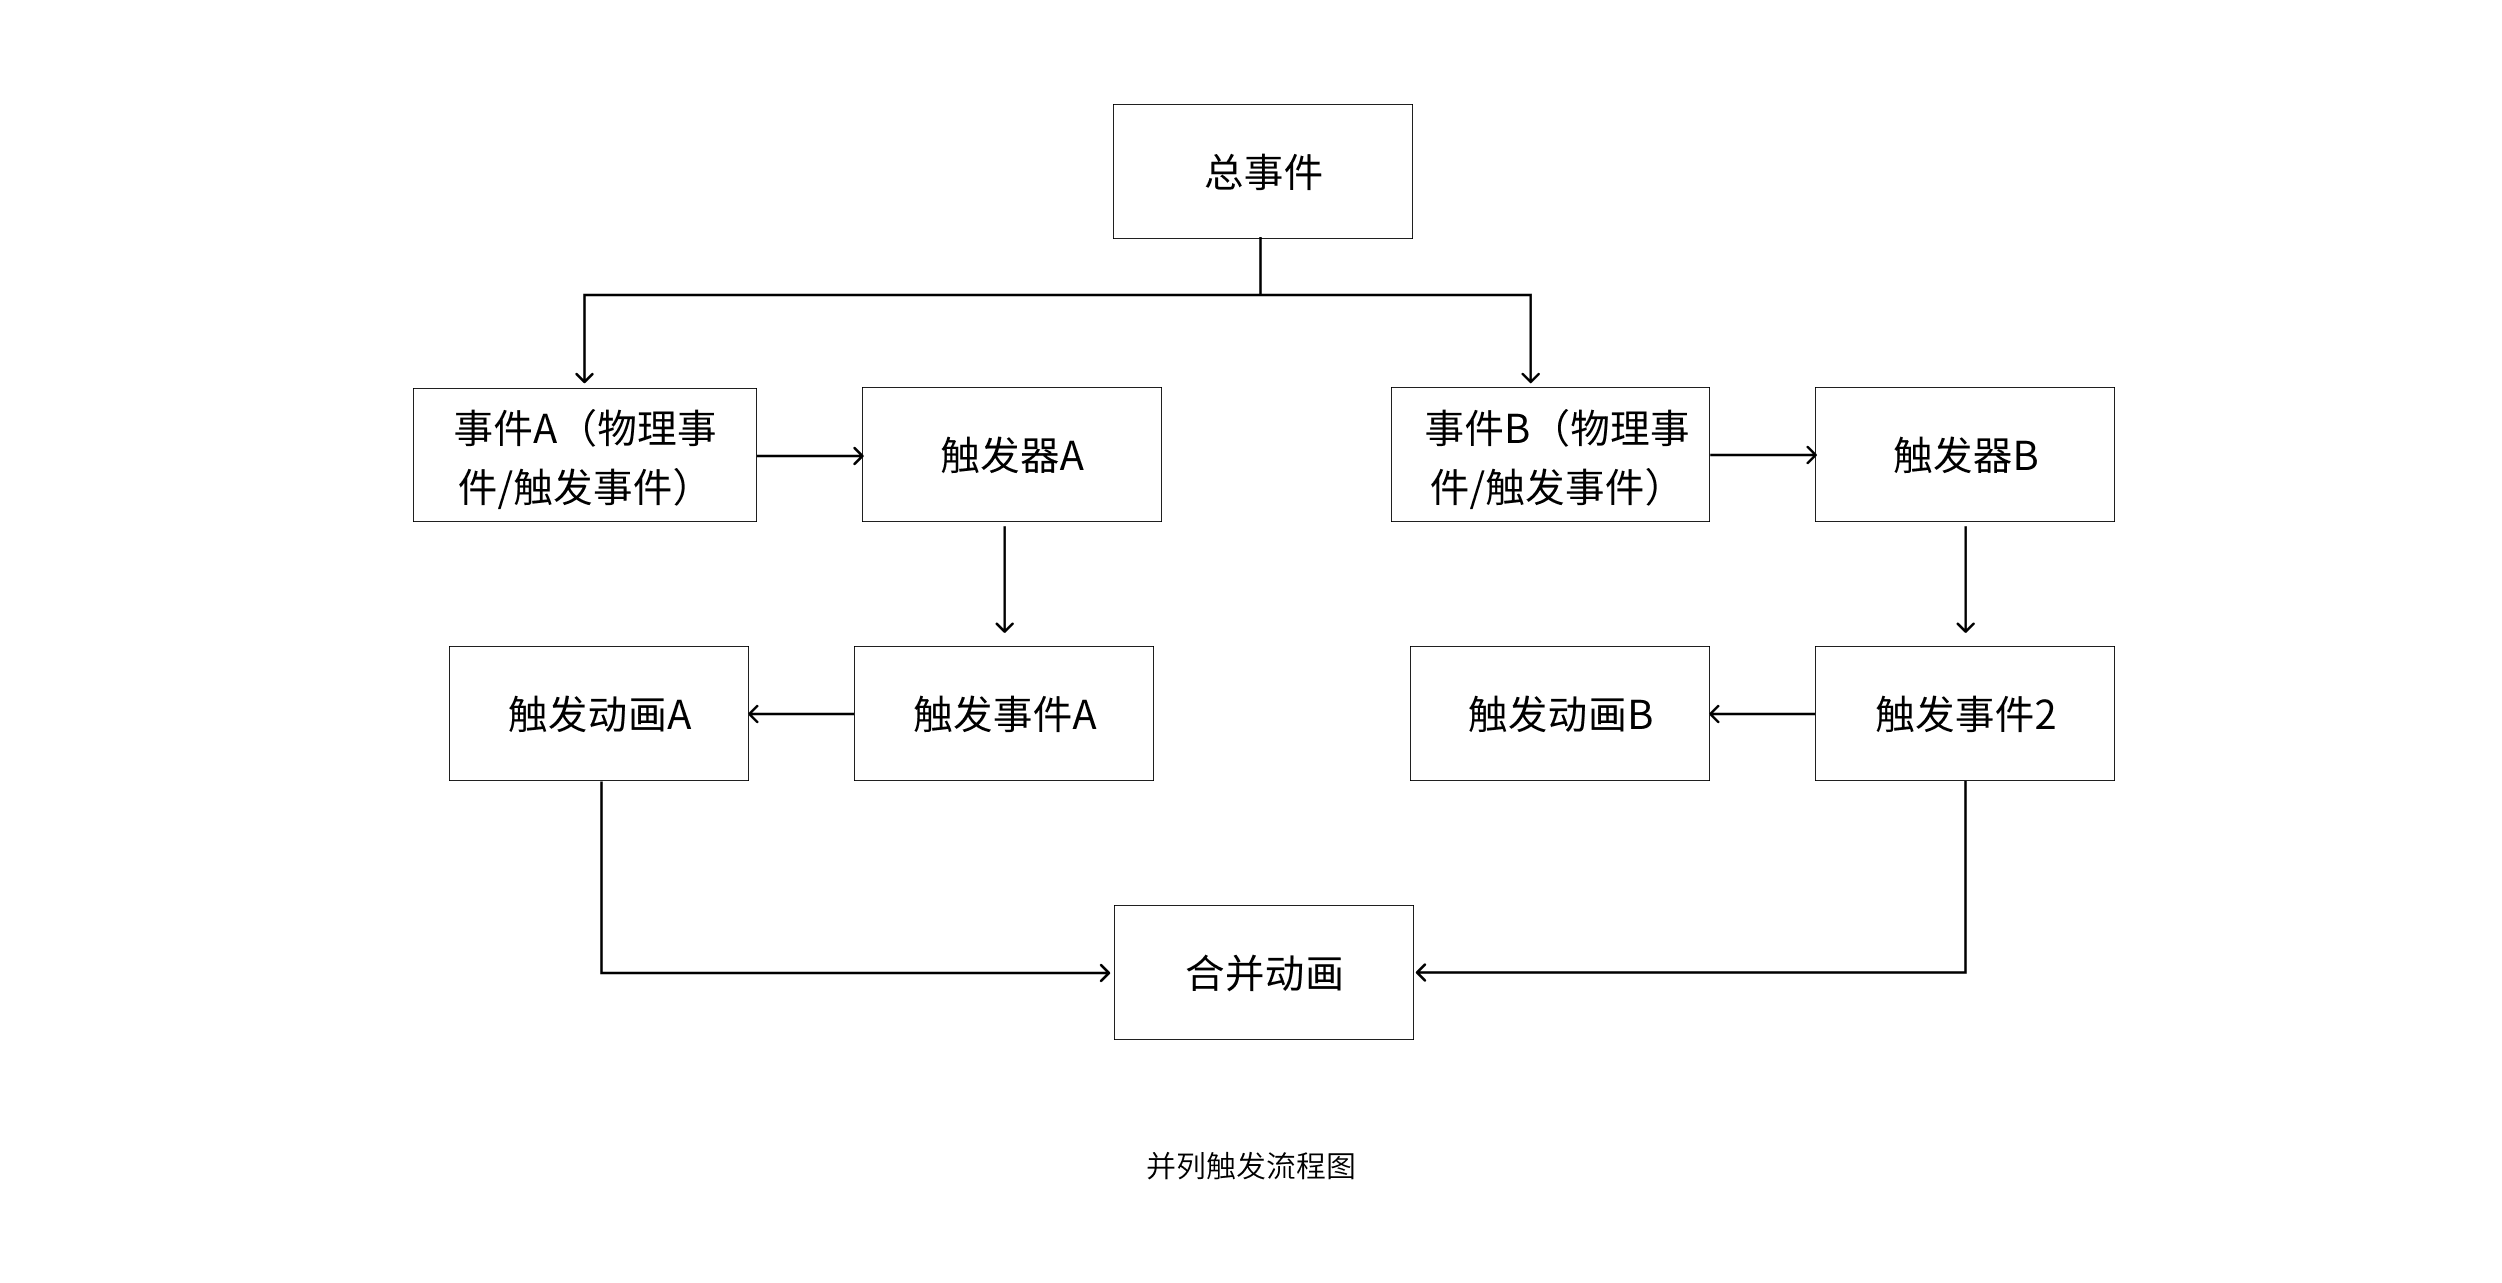 总事件
事件A（物理事
件/触发事件）
触发器A
事件B（物理事
件/触发事件）
触发器B
触发动画A
触发事件A
触发动画B
触发事件2
合并动画
并列触发流程图